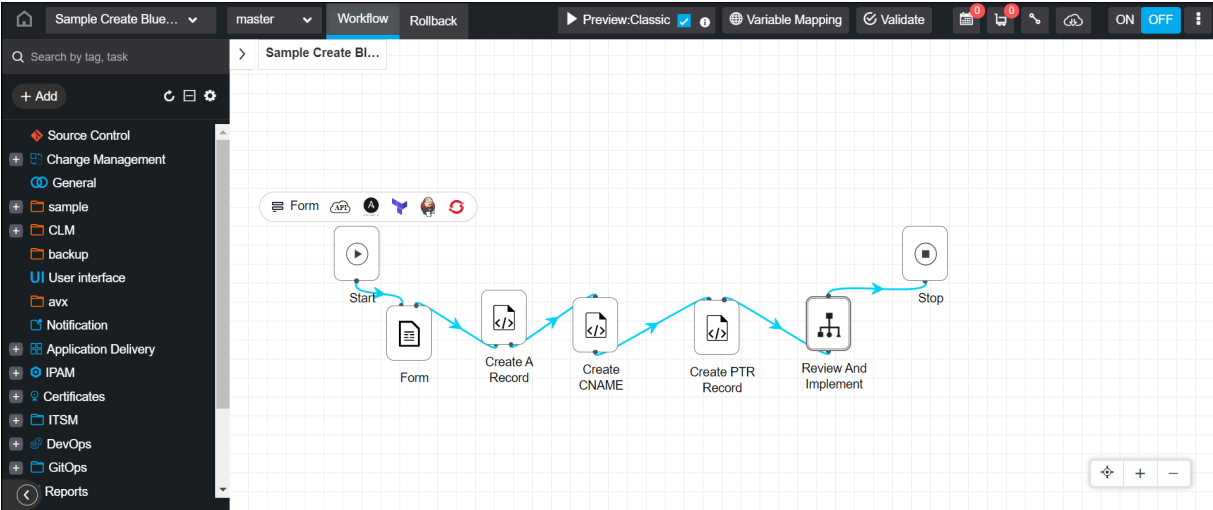 Sample Create Blue...
master
Workflow
Rollback
Preview:Classic
Variable Mapping
Validate
0
0
ON
OFF
Search by tag, task
Sample Create Bl...
+ Add
Source Control
Change Management
General
sample
CLM
backup
UI User interface
avx
Notification
Application Delivery
IPAM
Certificates
ITSM
DevOps
GitOps
Reports
Form
API
A
Start
Form
Create A
Record
Create
CNAME
Create PTR
Record
Review And
Implement
Stop